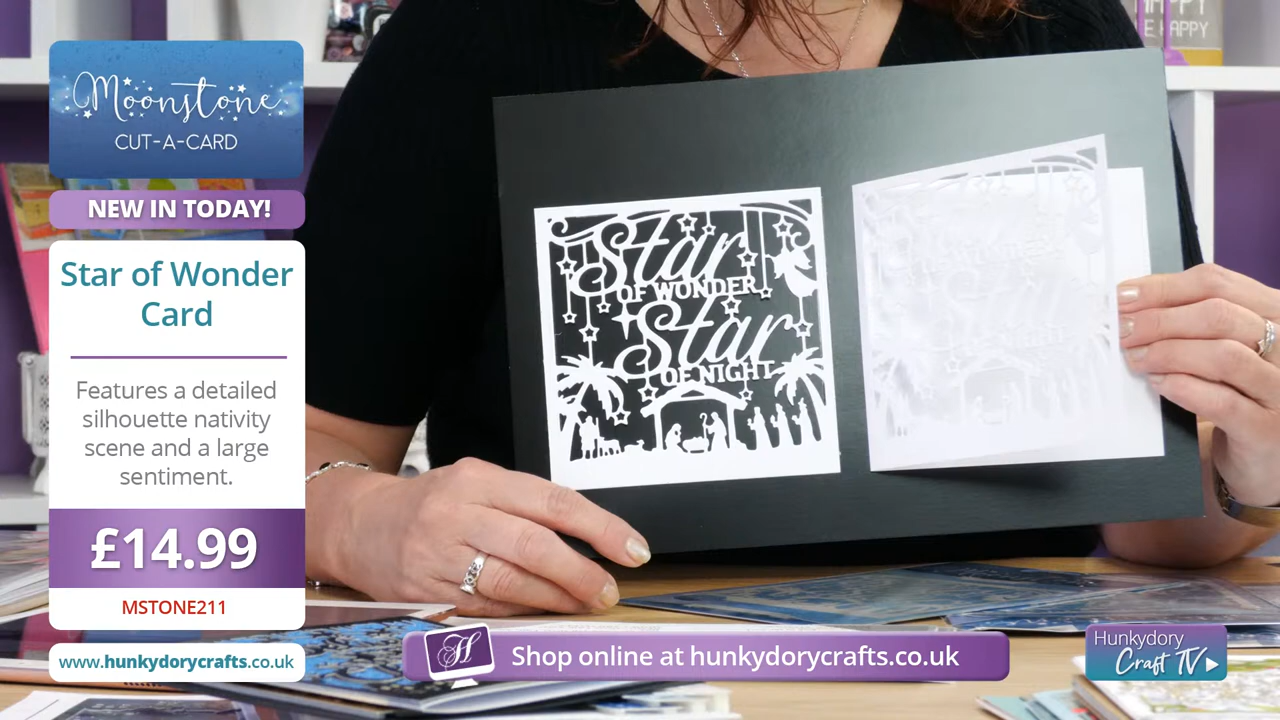 Moonstone
CUT-A-CARD
NEW IN TODAY!
Star of Wonder
Card
Features a detailed
silhouette nativity
scene and a large
sentiment.
£14.99
MSTONE211
www.hunkydorycrafts.co.uk
Star
OF WONDER
Star
OF NIGHT
H
Shop online at hunkydorycrafts.co.uk
Hunkydory
Craft TV
HAPPY